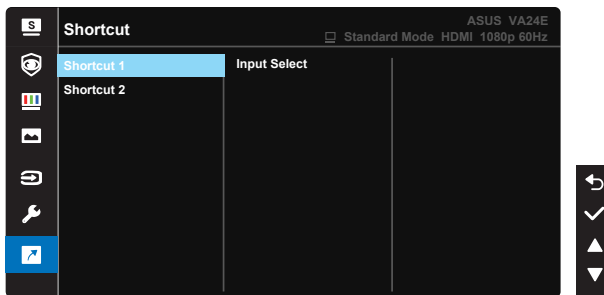 S
Shortcut
ASUS VA24E
Standard Mode HDMI 1080p 60Hz
Shortcut 1
Input Select
Shortcut 2